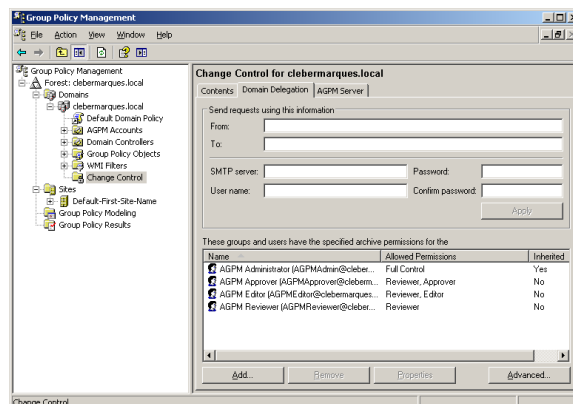 Group Policy Management
File Action View Window Help
Group Policy Management
Forest: clebermarques.local
Domains
clebermarques.local
Default Domain Policy
AGPM Accounts
Domain Controllers
Group Policy Objects
WMI Filters
Change Control
Sites
Default-First-Site-Name
Group Policy Modeling
Group Policy Results
Change Control for clebermarques.local
Contents Domain Delegation AGPM Server
Send requests using this information
From:
To:
SMTP server: Password:
User name: Confirm password:
Apply
These groups and users have the specified archive permissions for the
Name Allowed Permissions Inherited
AGPM Administrator (AGPMAdmin@cleber... Full Control Yes
AGPM Approver (AGPMApprover@cleberm... Reviewer, Approver No
AGPM Editor (AGPMEditor@clebermarques... Reviewer, Editor No
AGPM Reviewer (AGPMReviewer@cleber... Reviewer No
Add... Remove Properties Advanced...
Change Control